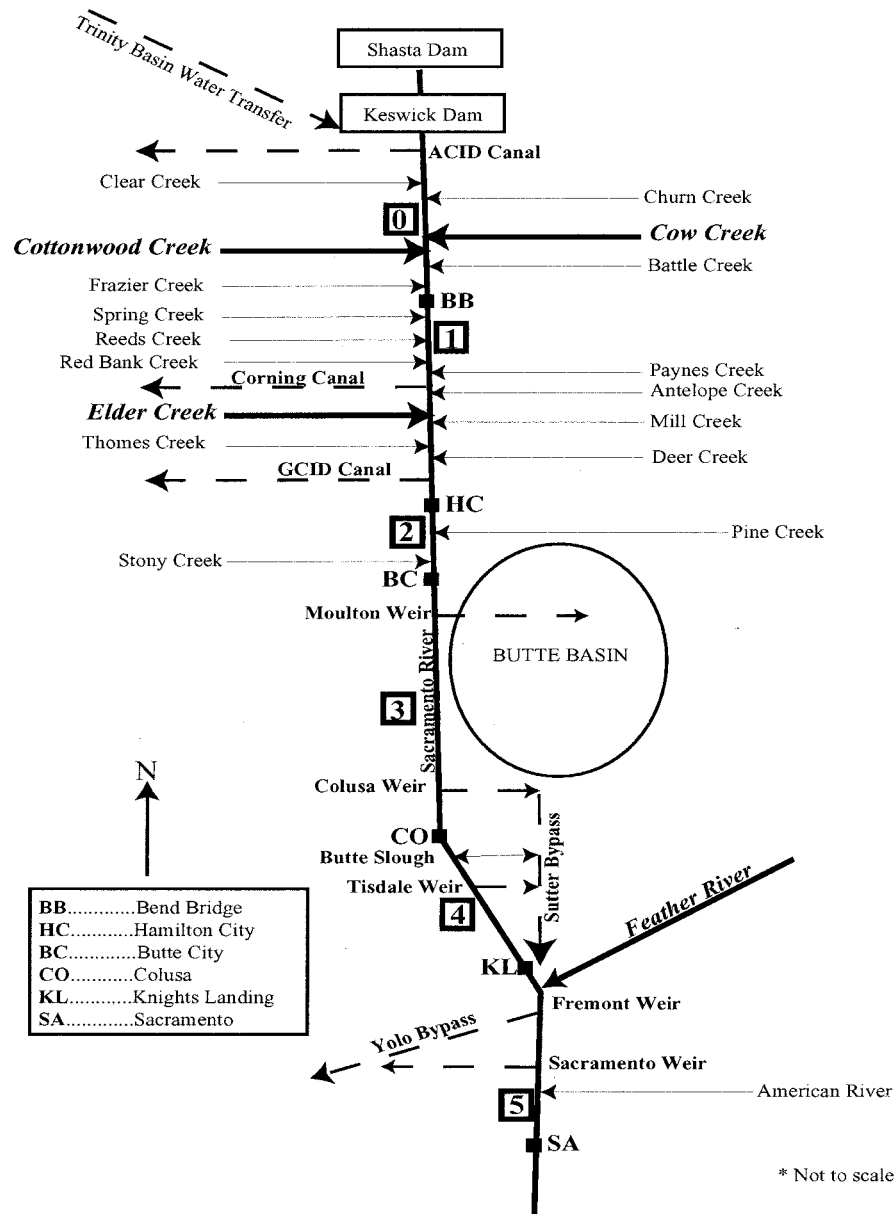 Trinity Basin Water Transfer
Shasta Dam
Keswick Dam
ACID Canal
Clear Creek
Churn Creek
0
Cottonwood Creek
Cow Creek
Battle Creek
Frazier Creek
BB
Spring Creek
1
Reeds Creek
Red Bank Creek
Paynes Creek
Corning Canal
Antelope Creek
Elder Creek
Mill Creek
Thomes Creek
Deer Creek
GCID Canal
HC
2
Pine Creek
Stony Creek
BC
Moulton Weir
BUTTE BASIN
Sacramento River
3
N
Colusa Weir
CO
Butte Slough
Sutter Bypass
Tisdale Weir
4
Feather River
KL
Fremont Weir
Yolo Bypass
Sacramento Weir
American River
5
SA
BB.............Bend Bridge
HC............Hamilton City
BC.............Butte City
CO............Colusa
KL............Knights Landing
SA.............Sacramento
* Not to scale